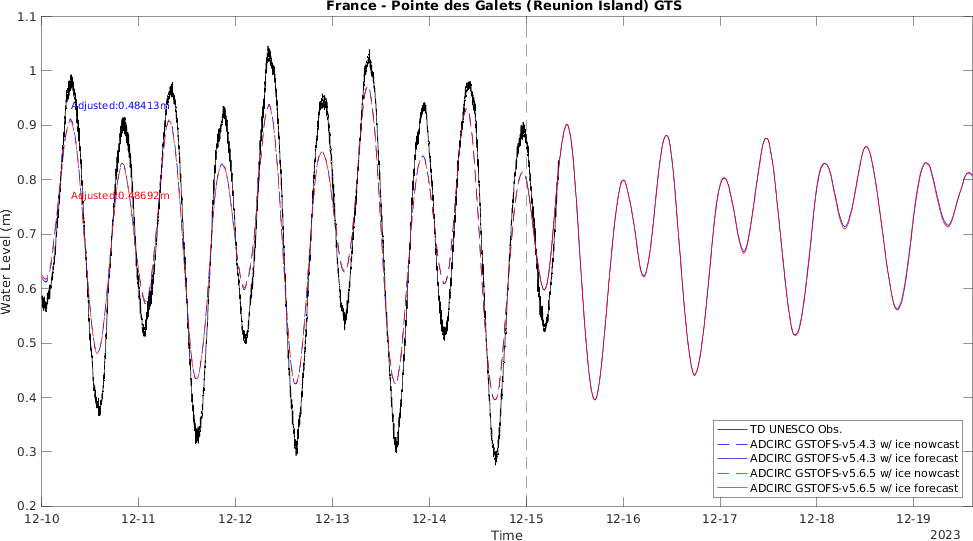 France - Pointe des Galets (Reunion Island) GTS
1.1
1
0.9
0.8
0.7
0.6
0.5
0.4
0.3
0.2
Water Level (m)
Adjusted:0.48413m
Adjusted:0.48692m
TD UNESCO Obs.
ADCIRC GSTOFS-v5.4.3 w/ ice nowcast
ADCIRC GSTOFS-v5.4.3 w/ ice forecast
ADCIRC GSTOFS-v5.6.5 w/ ice nowcast
ADCIRC GSTOFS-v5.6.5 w/ ice forecast
12-10 12-11 12-12 12-13 12-14 12-15 12-16 12-17 12-18 12-19
Time
2023